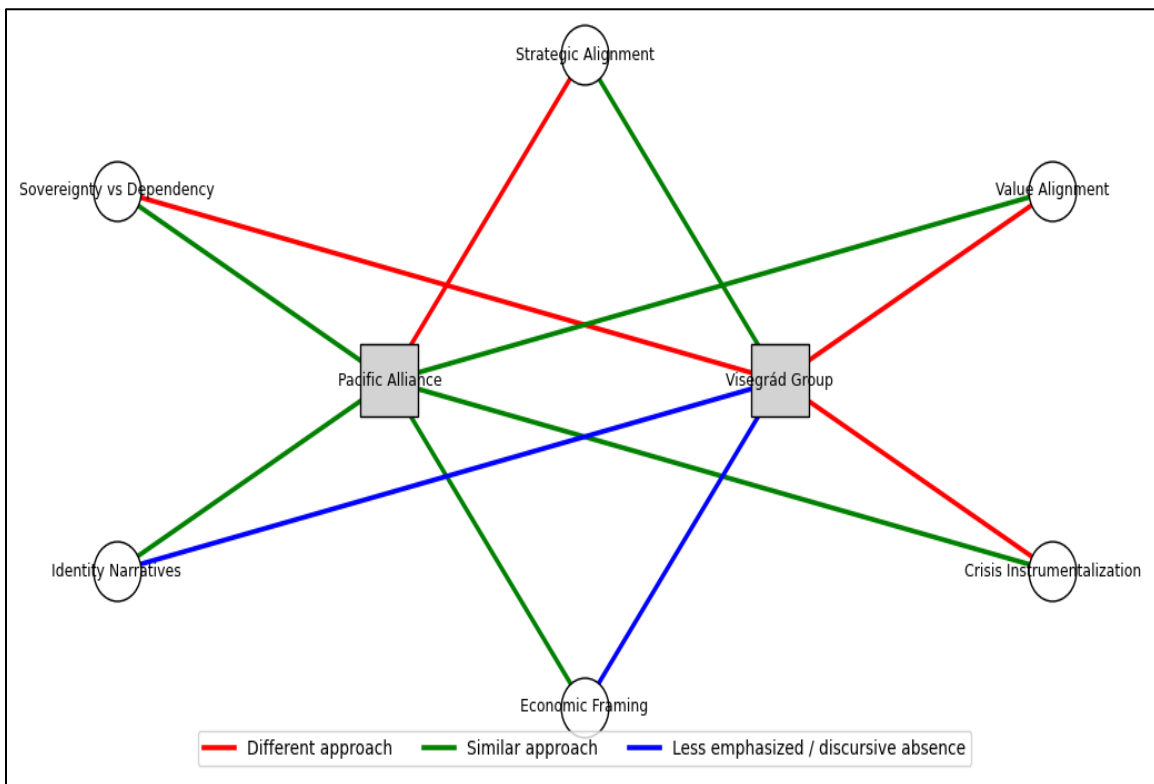 Strategic Alignment
Sovereignty vs Dependency
Value Alignment
Pacific Alliance
Visegrád Group
Identity Narratives
Crisis Instrumentalization
Economic Framing
Different approach
Similar approach
Less emphasized / discursive absence